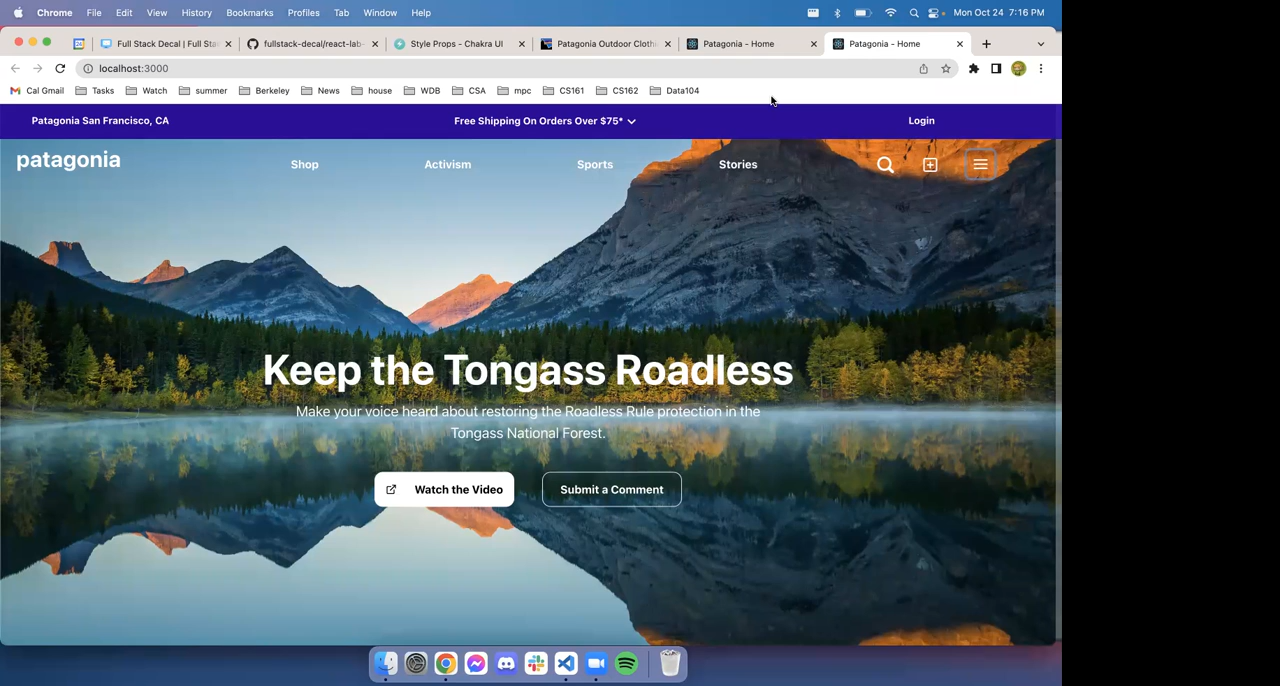 Chrome File Edit View History Bookmarks Profiles Tab Window Help Mon Oct 24 7:16 PM
24 Full Stack Decal | Full Sta fullstack-decal/react-lab- Style Props - Chakra UI Patagonia Outdoor Clothi Patagonia - Home Patagonia - Home
localhost:3000
Cal Gmail Tasks Watch summer Berkeley News house WDB CSA mpc CS161 CS162 Data104
Patagonia San Francisco, CA Free Shipping On Orders Over $75* Login
patagonia Shop Activism Sports Stories
Keep the Tongass Roadless
Make your voice heard about restoring the Roadless Rule protection in the
Tongass National Forest.
Watch the Video Submit a Comment